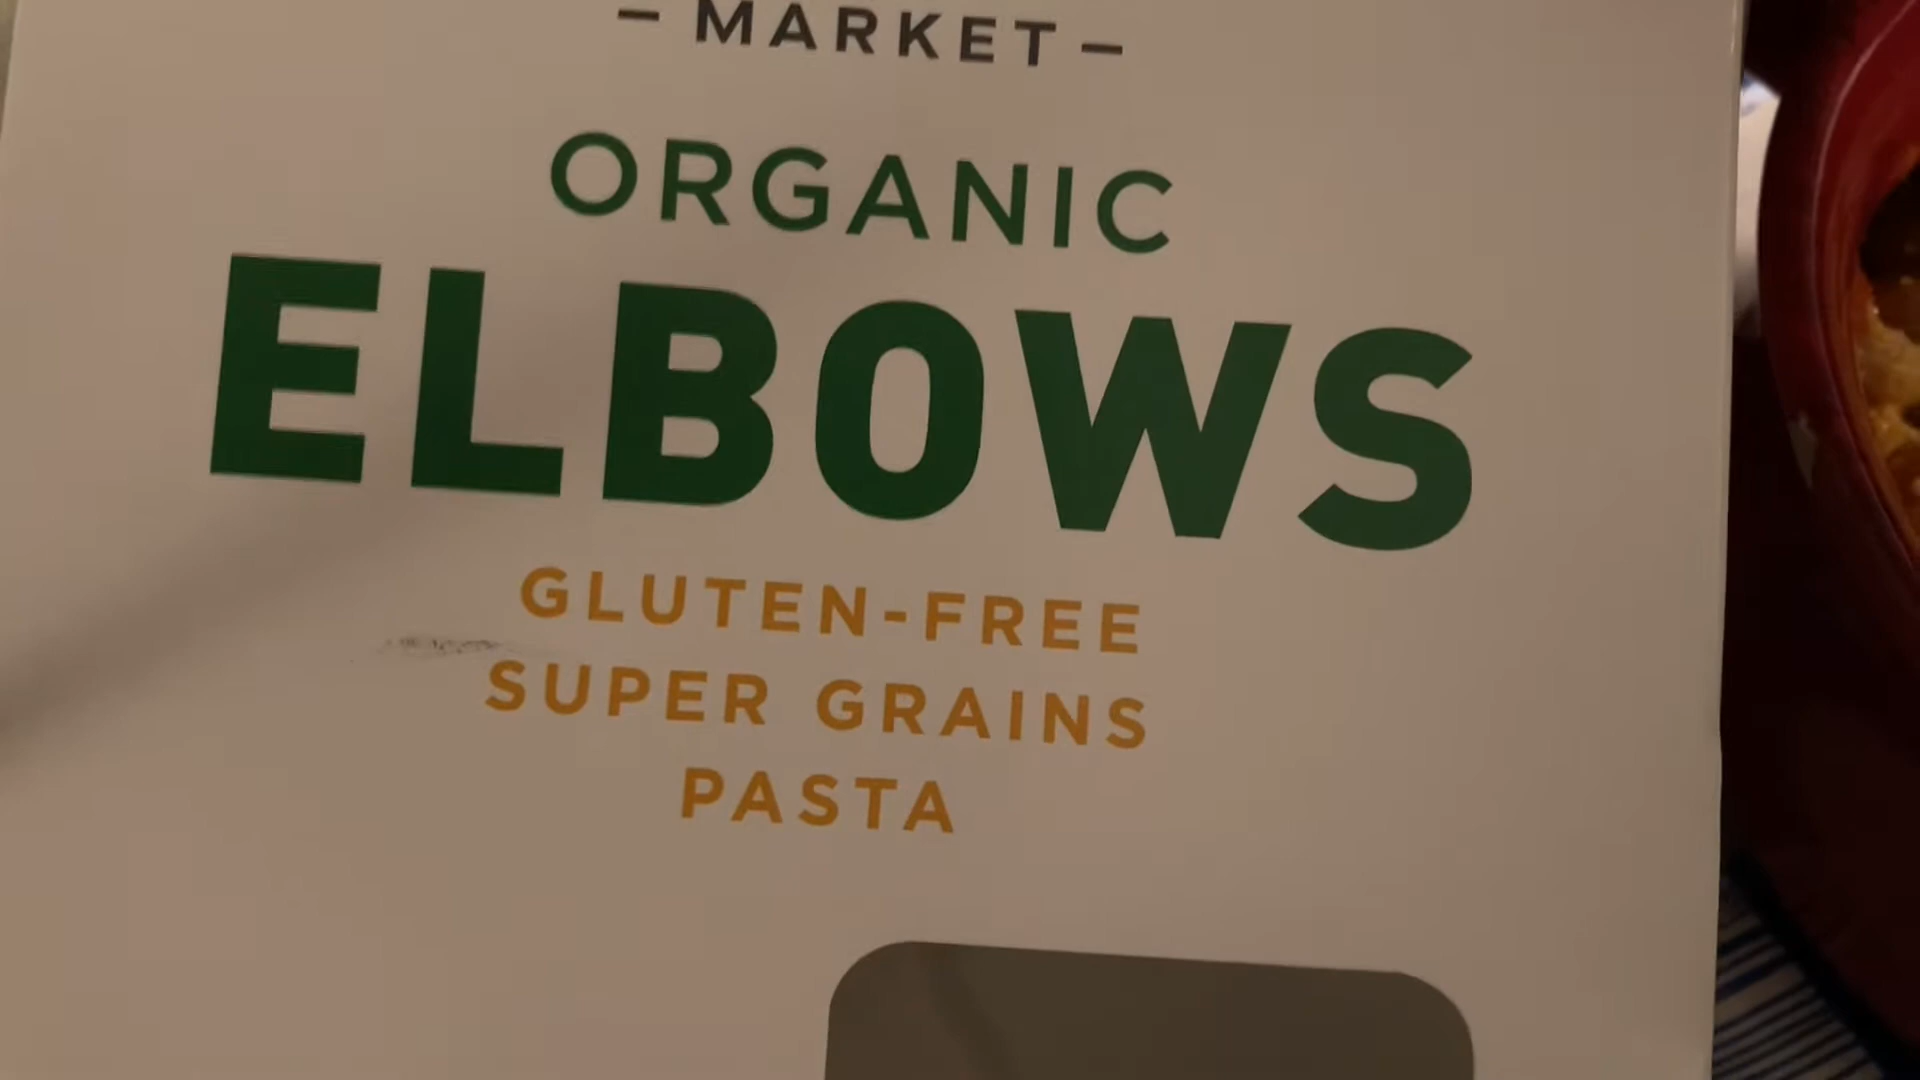 — MARKET —
ORGANIC
ELBOWS
GLUTEN-FREE
SUPER GRAINS
PASTA